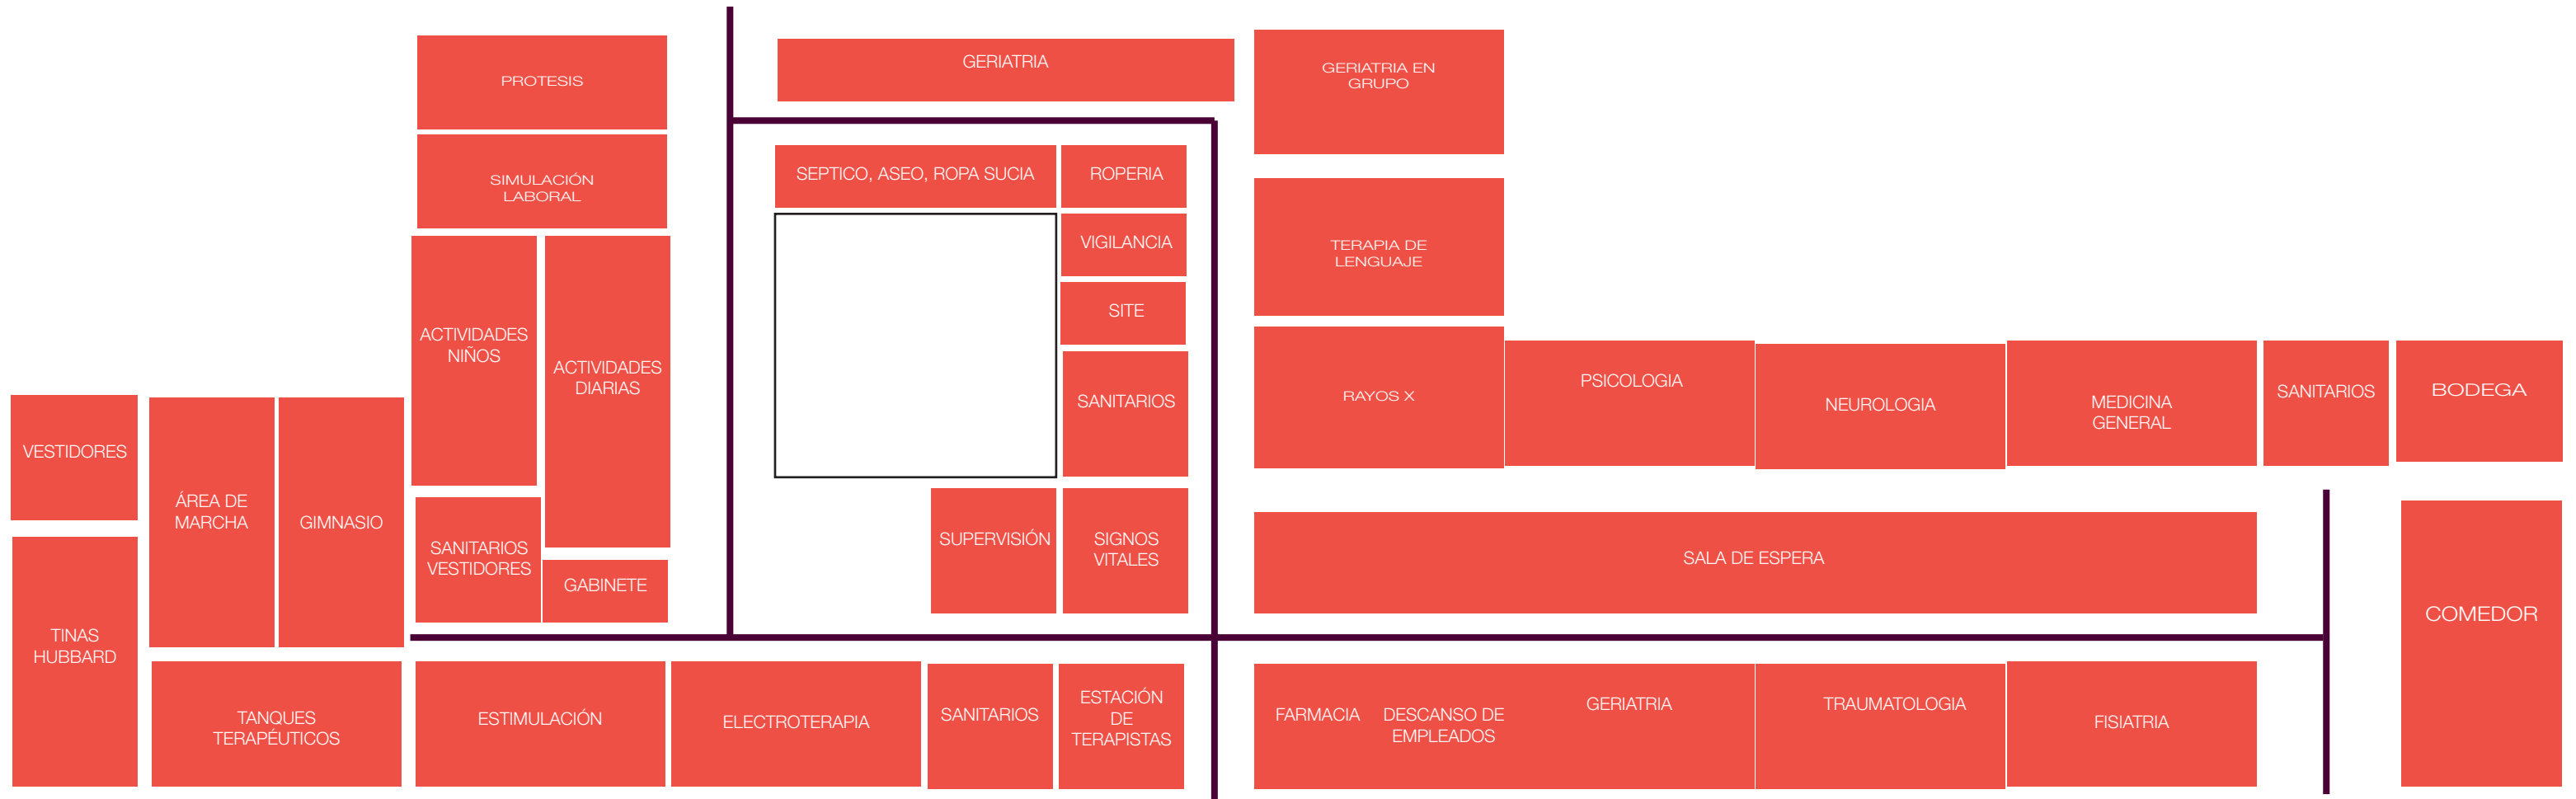 PROTESIS
GERIATRIA
GERIATRIA EN
GRUPO
SIMULACIÓN
LABORAL
SEPTICO, ASEO, ROPA SUCIA
ROPERIA
VIGILANCIA
SITE
SANITARIOS
TERAPIA DE
LENGUAJE
ACTIVIDADES
NIÑOS
ACTIVIDADES
DIARIAS
RAYOS X
PSICOLOGIA
NEUROLOGIA
MEDICINA
GENERAL
SANITARIOS
BODEGA
VESTIDORES
ÁREA DE
MARCHA
GIMNASIO
SANITARIOS
VESTIDORES
GABINETE
SUPERVISIÓN
SIGNOS
VITALES
SALA DE ESPERA
COMEDOR
TINAS
HUBBARD
TANQUES
TERAPÉUTICOS
ESTIMULACIÓN
ELECTROTERAPIA
SANITARIOS
ESTACIÓN
DE
TERAPISTAS
FARMACIA
DESCANSO DE
EMPLEADOS
GERIATRIA
TRAUMATOLOGIA
FISIATRIA